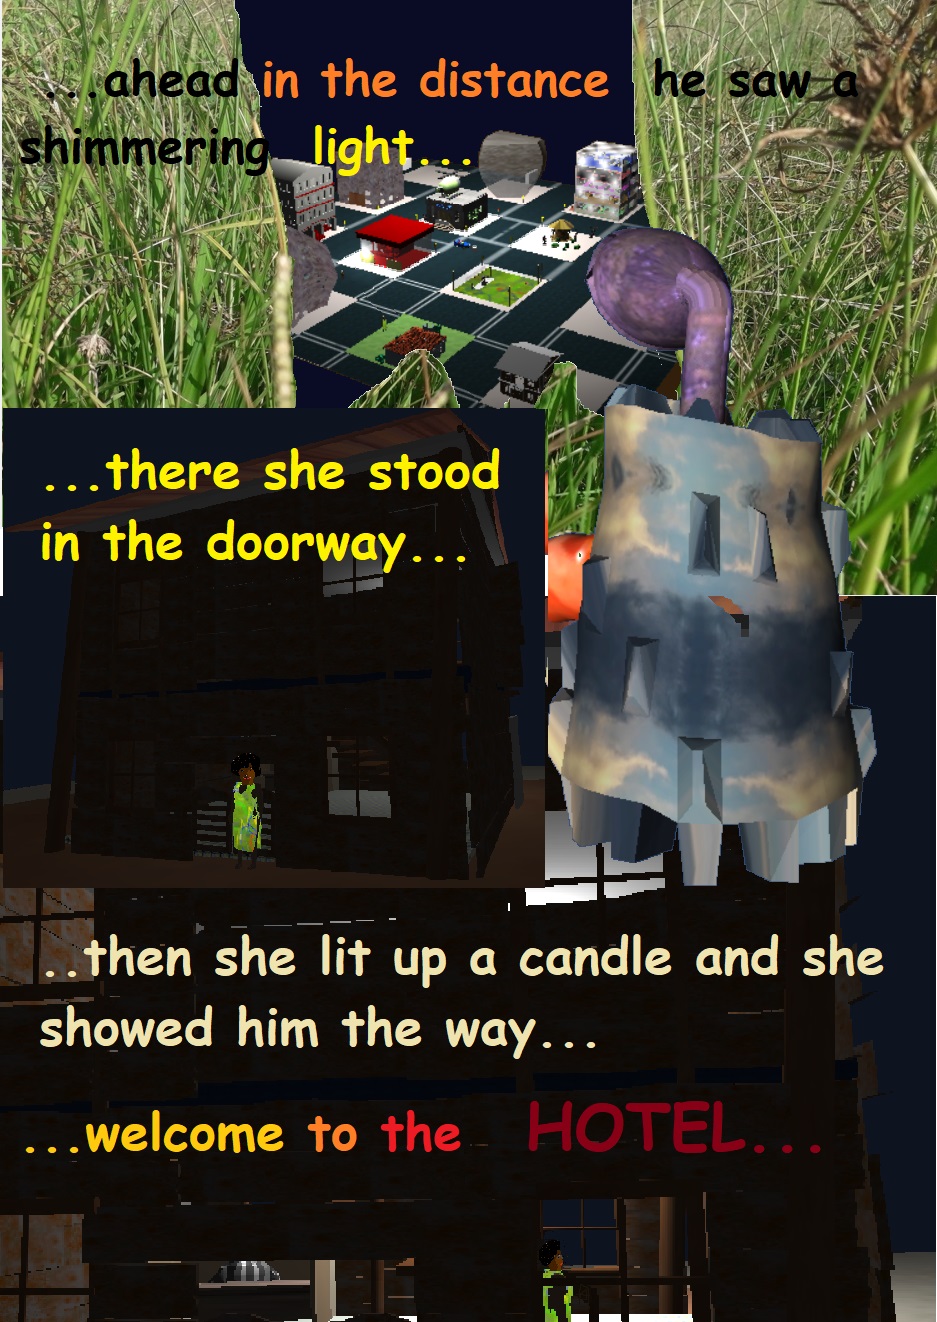 ...ahead in the distance he saw a
shimmering light...
...there she stood
in the doorway...
..then she lit up a candle and she
showed him the way...
...welcome to the HOTEL...